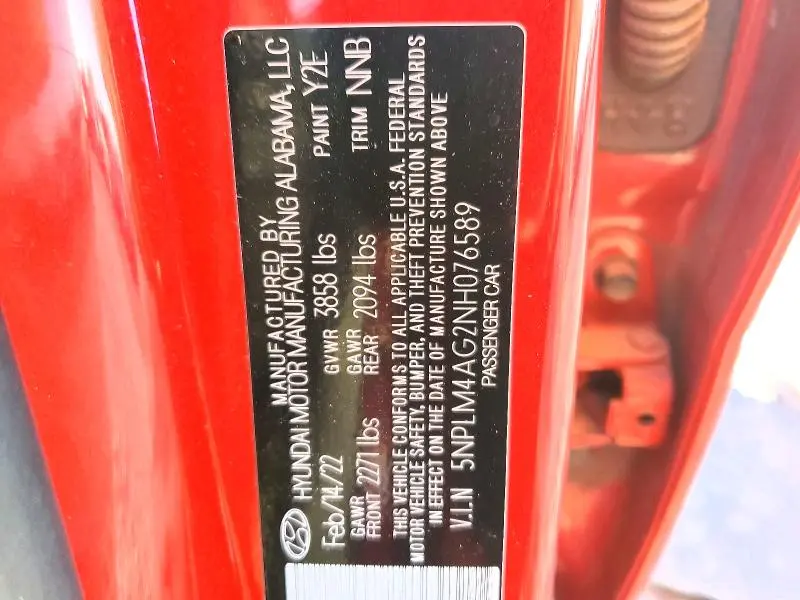 MANUFACTURED BY
HYUNDAI MOTOR MANUFACTURING ALABAMA, LLC
Feb/14/22 GVWR 3858 lbs PAINT Y2E
GAWR FRONT 2271 lbs GAWR REAR 2094 lbs TRIM NNB
THIS VEHICLE CONFORMS TO ALL APPLICABLE U.S.A. FEDERAL
MOTOR VEHICLE SAFETY, BUMPER, AND THEFT PREVENTION STANDARDS
IN EFFECT ON THE DATE OF MANUFACTURE SHOWN ABOVE
V.I.N 5NPLM4AG2NH076589
PASSENGER CAR